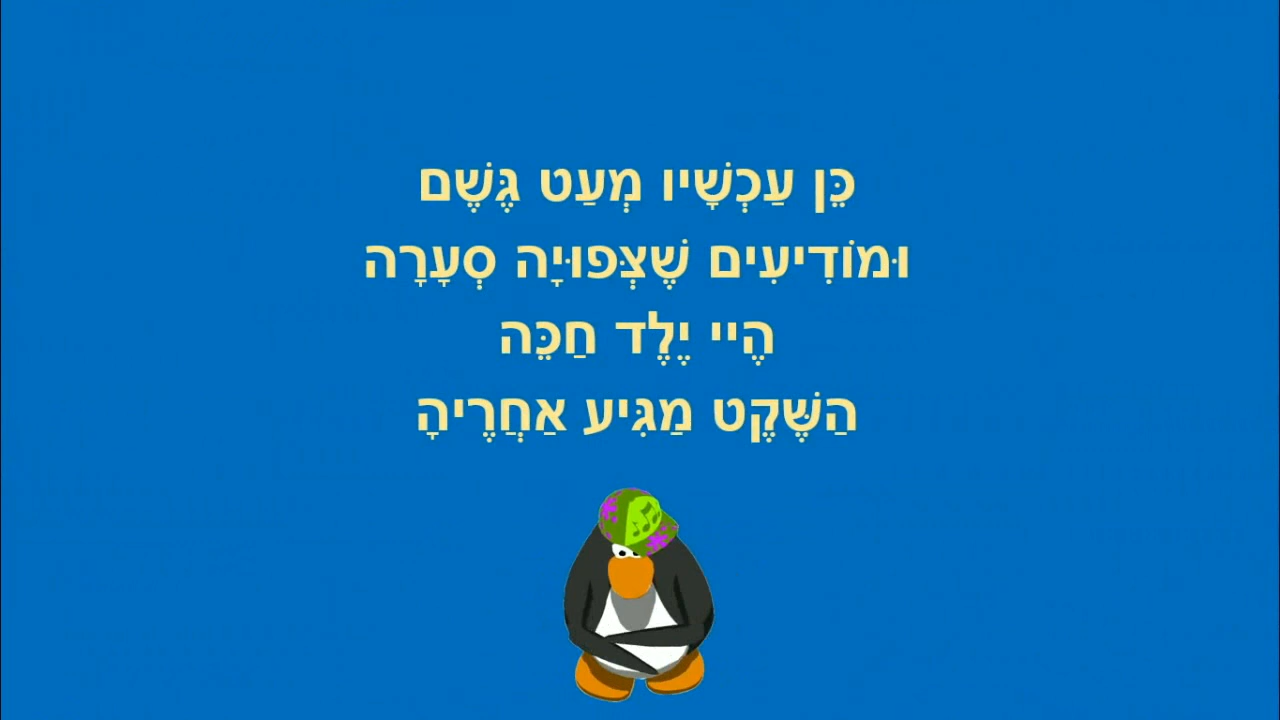 כֵּן עַכְשָׁיו מְעַט גֶּשֶׁם
וּמוֹדִיעִים שֶׁצְּפוּיָה סְעָרָה
הֶיי יֶלֶד חַכֵּה
הַשֶּׁקֶט מַגִּיע אַחֲרֶיהָ